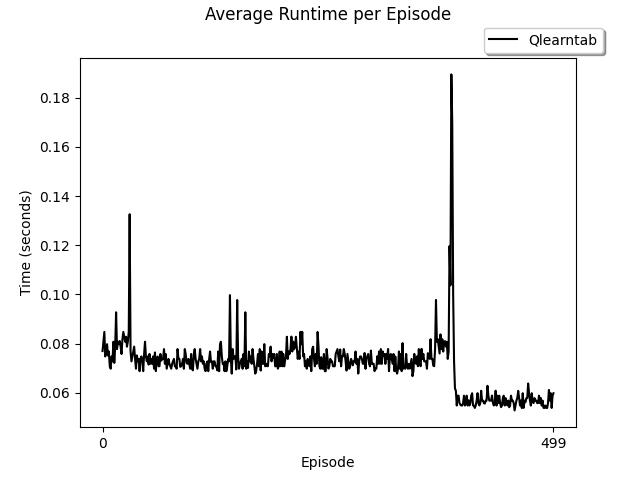 Average Runtime per Episode
Qlearntab
0.18
0.16
0.14
0.12
0.10
0.08
0.06
Time (seconds)
0
499
Episode